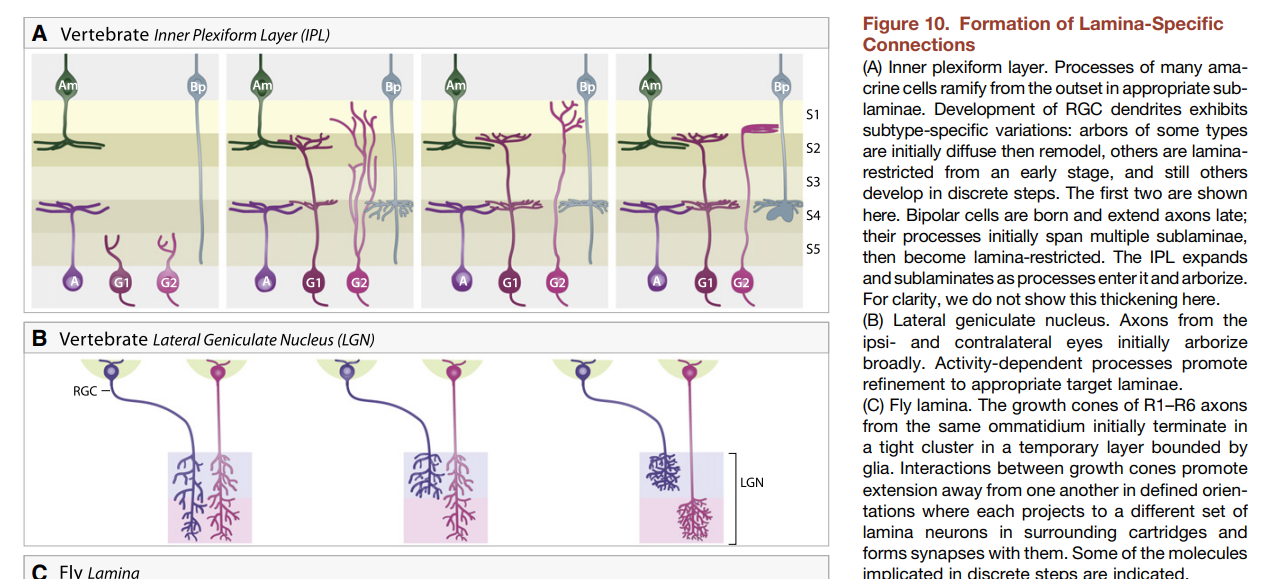 A Vertebrate Inner Plexiform Layer (IPL)
Am
Bp
Am
Bp
Am
Bp
Am
Bp
S1
S2
S3
S4
S5
A
G1
G2
A
G1
G2
A
G1
G2
A
G1
G2
B Vertebrate Lateral Geniculate Nucleus (LGN)
RGC
LGN
C Fly Lamina
Figure 10. Formation of Lamina-Specific
Connections
(A) Inner plexiform layer. Processes of many ama-
crine cells ramify from the outset in appropriate sub-
laminae. Development of RGC dendrites exhibits
subtype-specific variations: arbors of some types
are initially diffuse then remodel, others are lamina-
restricted from an early stage, and still others
develop in discrete steps. The first two are shown
here. Bipolar cells are born and extend axons late;
their processes initially span multiple sublaminae,
then become lamina-restricted. The IPL expands
and sublaminates as processes enter it and arborize.
For clarity, we do not show this thickening here.
(B) Lateral geniculate nucleus. Axons from the
ipsi- and contralateral eyes initially arborize
broadly. Activity-dependent processes promote
refinement to appropriate target laminae.
(C) Fly lamina. The growth cones of R1–R6 axons
from the same ommatidium initially terminate in
a tight cluster in a temporary layer bounded by
glia. Interactions between growth cones promote
extension away from one another in defined orien-
tations where each projects to a different set of
lamina neurons in surrounding cartridges and
forms synapses with them. Some of the molecules
implicated in discrete steps are indicated.